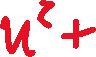 u² +